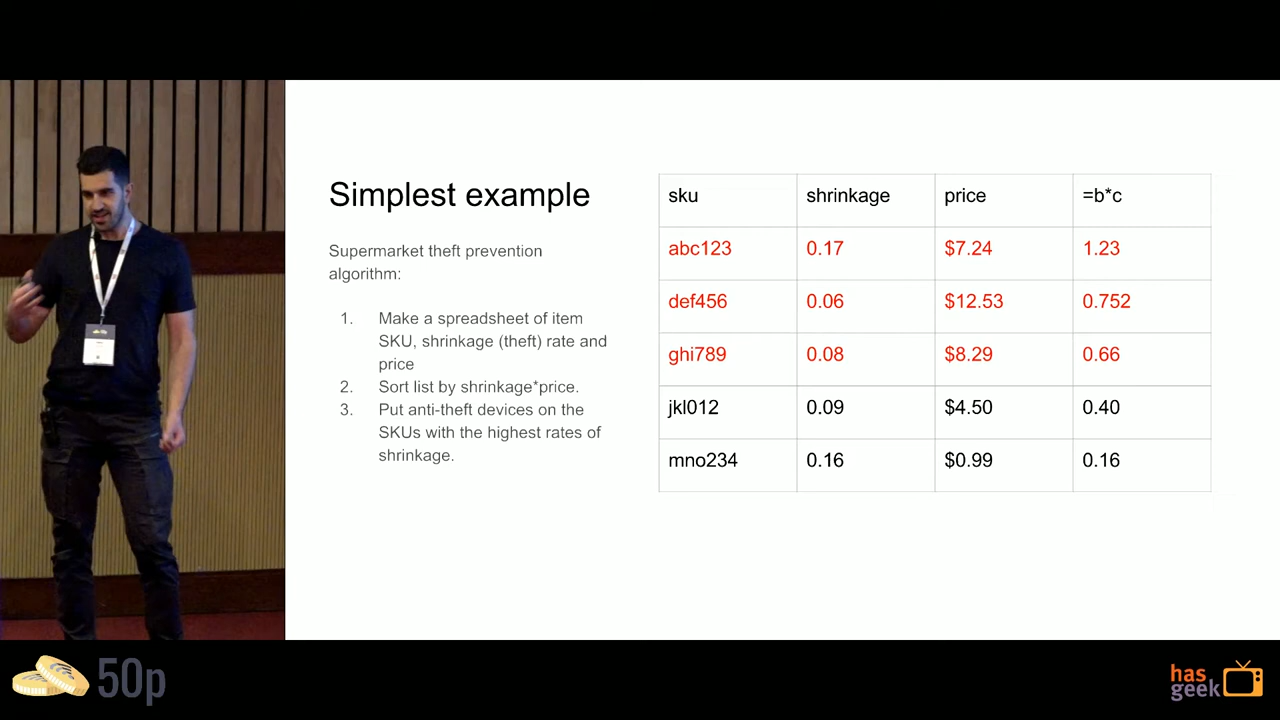 Simplest example
Supermarket theft prevention
algorithm:
1. Make a spreadsheet of item
SKU, shrinkage (theft) rate and
price
2. Sort list by shrinkage*price.
3. Put anti-theft devices on the
SKUs with the highest rates of
shrinkage.
sku shrinkage price =b*c
abc123 0.17 $7.24 1.23
def456 0.06 $12.53 0.752
ghi789 0.08 $8.29 0.66
jkl012 0.09 $4.50 0.40
mno234 0.16 $0.99 0.16
50p
has
geek